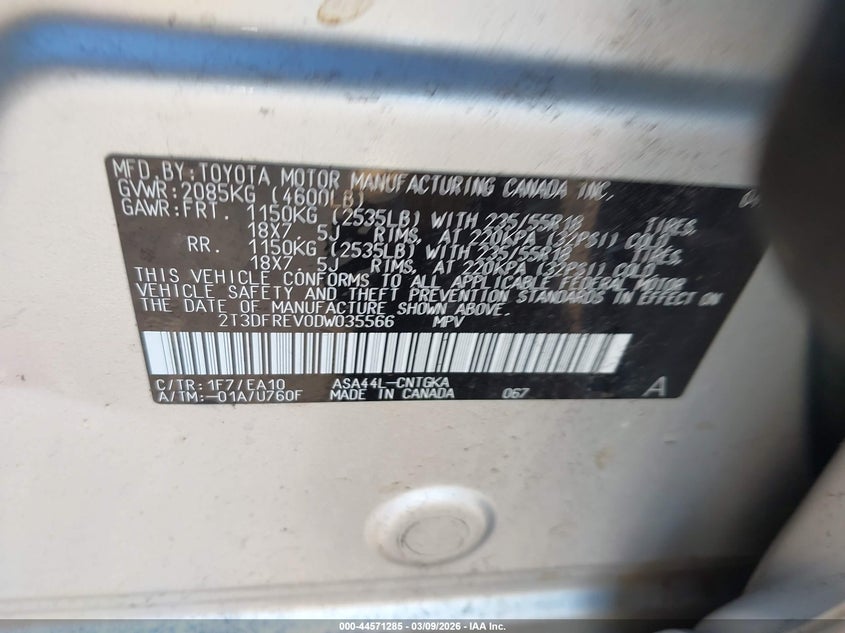 MFD.BY:TOYOTA MOTOR MANUFACTURING CANADA INC.
GVWR:2085KG (4600LB)
GAWR:FRT. 1150KG (2535LB) WITH 235/55R18 TIRES,
18X7.5J RIMS, AT 220KPA (32PSI) COLD
RR. 1150KG (2535LB) WITH 235/55R18 TIRES,
18X7.5J RIMS, AT 220KPA (32PSI) COLD
THIS VEHICLE CONFORMS TO ALL APPLICABLE FEDERAL MOTOR
VEHICLE SAFETY AND THEFT PREVENTION STANDARDS IN EFFECT ON
THE DATE OF MANUFACTURE SHOWN ABOVE.
2T3DFREV0DW035566 MPV
C/TR:1F7/EA10 ASA44L-CNTGKA
A/TM:-01A/U760F MADE IN CANADA 067 A
000-44571285 - 03/09/2026 - IAA Inc.